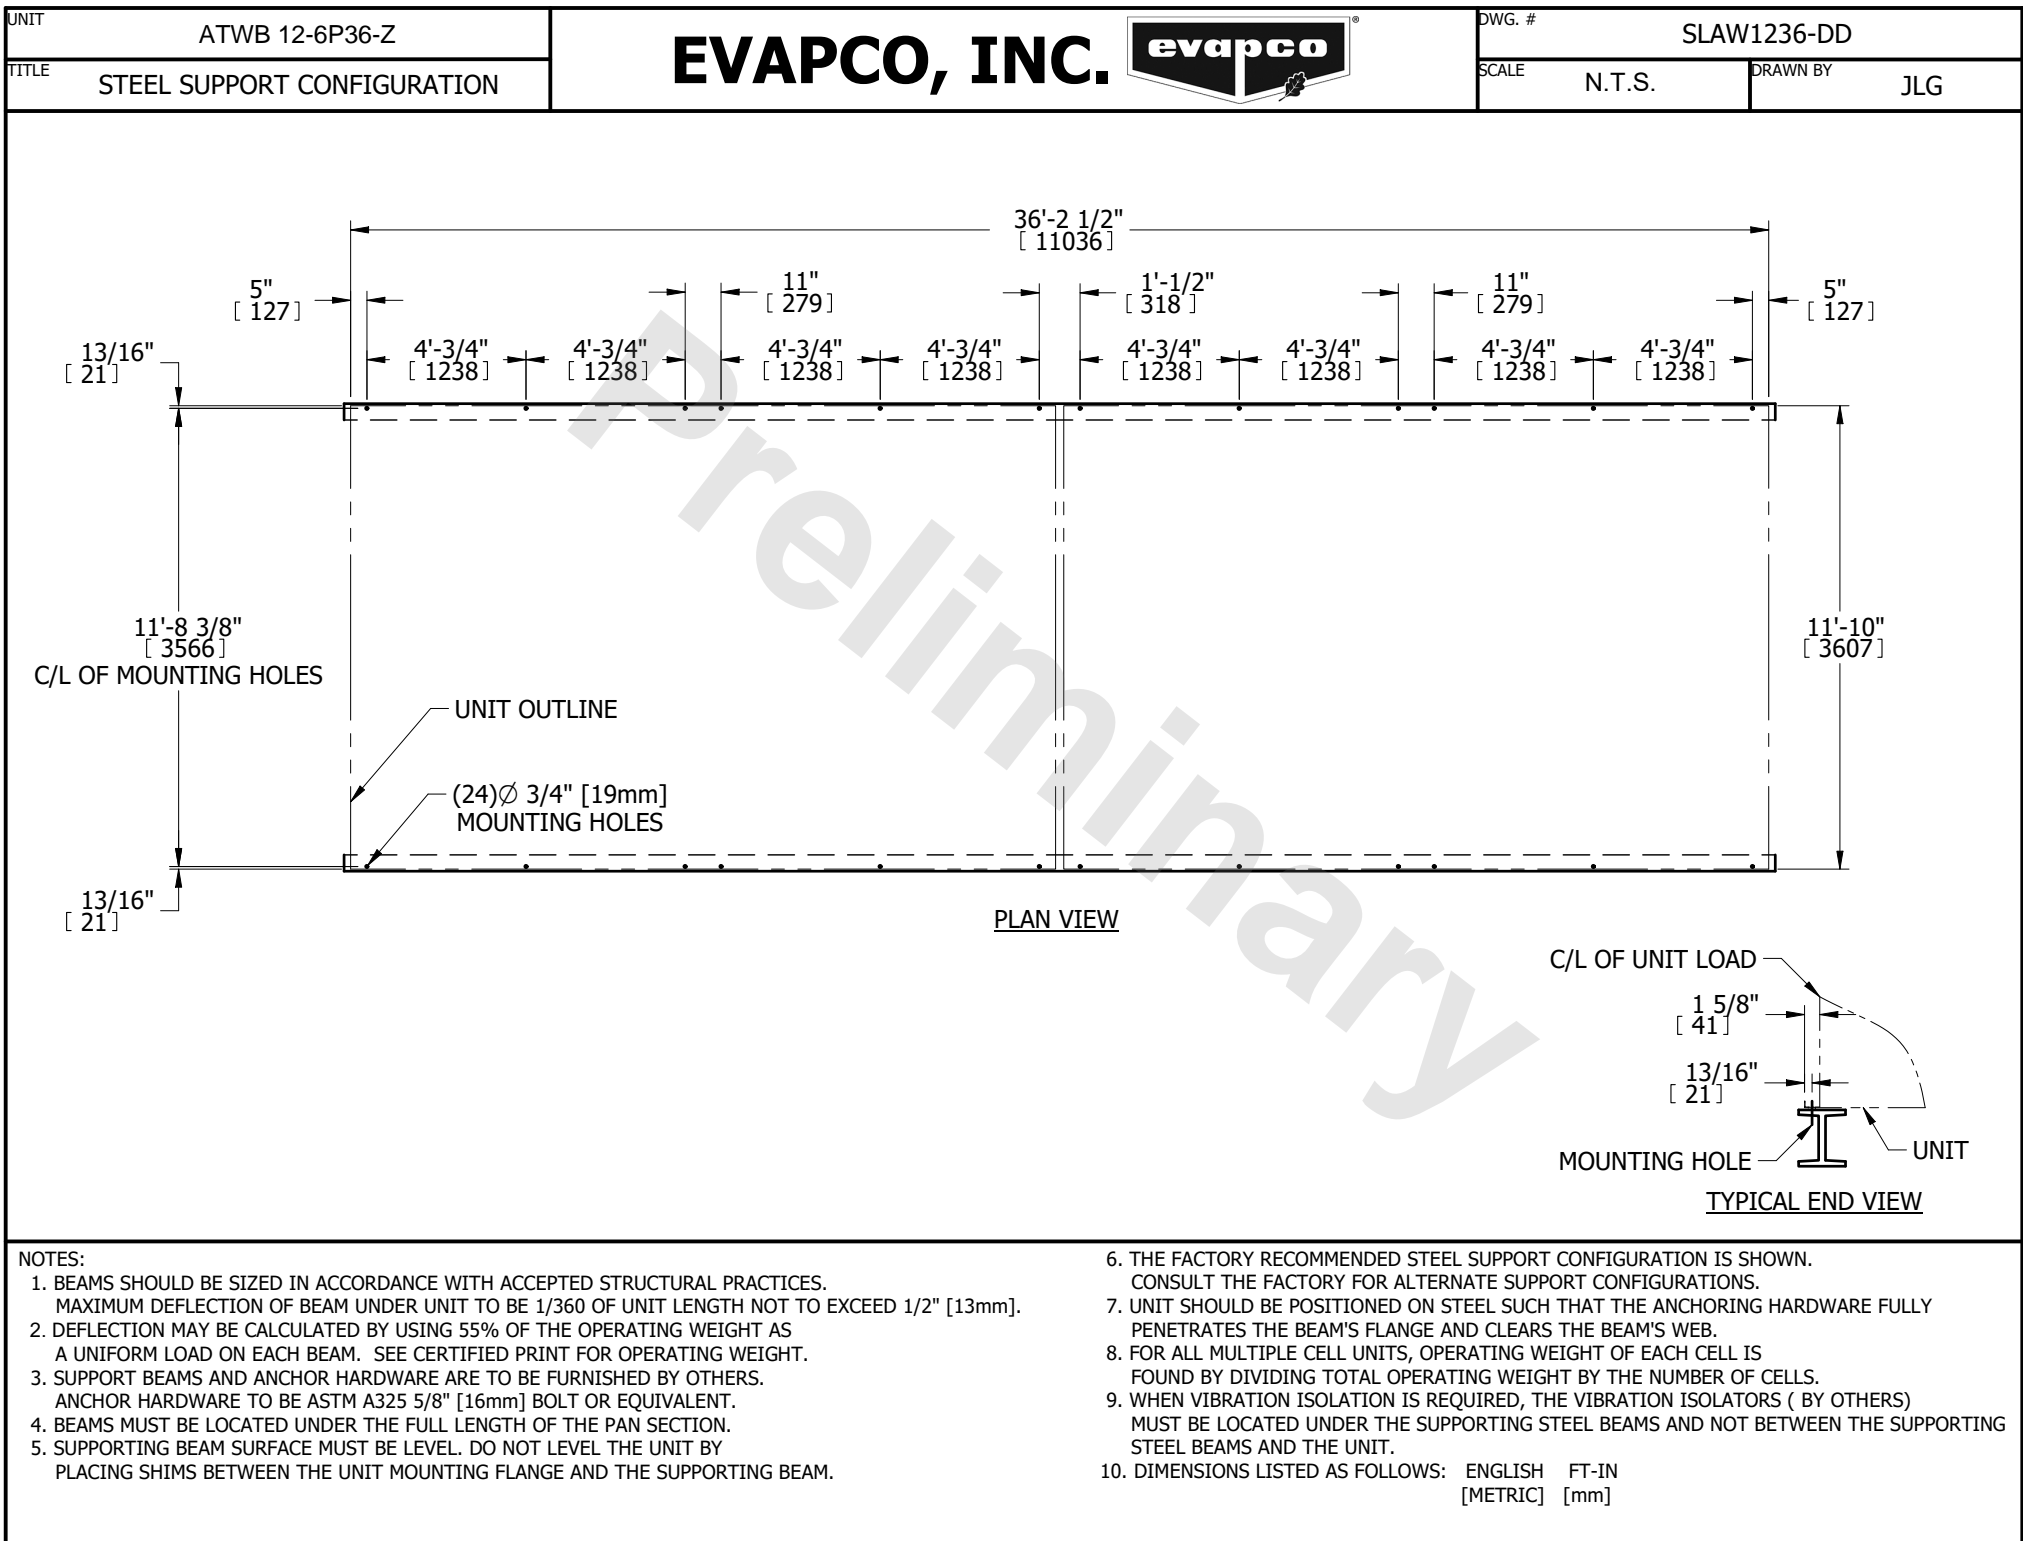 UNIT
ATWB 12-6P36-Z
TITLE
STEEL SUPPORT CONFIGURATION
EVAPCO, INC.
evapco
®
DWG. #
SLAW1236-DD
SCALE
N.T.S.
DRAWN BY
JLG
36'-2 1/2"
[ 11036 ]
5"
[ 127 ]
11"
[ 279 ]
1'-1/2"
[ 318 ]
11"
[ 279 ]
5"
[ 127 ]
13/16"
[ 21 ]
4'-3/4"
[ 1238 ]
4'-3/4"
[ 1238 ]
4'-3/4"
[ 1238 ]
4'-3/4"
[ 1238 ]
4'-3/4"
[ 1238 ]
4'-3/4"
[ 1238 ]
4'-3/4"
[ 1238 ]
4'-3/4"
[ 1238 ]
Preliminary
11'-8 3/8"
[ 3566 ]
C/L OF MOUNTING HOLES
11'-10"
[ 3607 ]
UNIT OUTLINE
(24)∅ 3/4" [19mm]
MOUNTING HOLES
13/16"
[ 21 ]
PLAN VIEW
C/L OF UNIT LOAD
1 5/8"
[ 41 ]
13/16"
[ 21 ]
MOUNTING HOLE
UNIT
TYPICAL END VIEW
NOTES:
1. BEAMS SHOULD BE SIZED IN ACCORDANCE WITH ACCEPTED STRUCTURAL PRACTICES.
MAXIMUM DEFLECTION OF BEAM UNDER UNIT TO BE 1/360 OF UNIT LENGTH NOT TO EXCEED 1/2" [13mm].
2. DEFLECTION MAY BE CALCULATED BY USING 55% OF THE OPERATING WEIGHT AS
A UNIFORM LOAD ON EACH BEAM. SEE CERTIFIED PRINT FOR OPERATING WEIGHT.
3. SUPPORT BEAMS AND ANCHOR HARDWARE ARE TO BE FURNISHED BY OTHERS.
ANCHOR HARDWARE TO BE ASTM A325 5/8" [16mm] BOLT OR EQUIVALENT.
4. BEAMS MUST BE LOCATED UNDER THE FULL LENGTH OF THE PAN SECTION.
5. SUPPORTING BEAM SURFACE MUST BE LEVEL. DO NOT LEVEL THE UNIT BY
PLACING SHIMS BETWEEN THE UNIT MOUNTING FLANGE AND THE SUPPORTING BEAM.
6. THE FACTORY RECOMMENDED STEEL SUPPORT CONFIGURATION IS SHOWN.
CONSULT THE FACTORY FOR ALTERNATE SUPPORT CONFIGURATIONS.
7. UNIT SHOULD BE POSITIONED ON STEEL SUCH THAT THE ANCHORING HARDWARE FULLY
PENETRATES THE BEAM'S FLANGE AND CLEARS THE BEAM'S WEB.
8. FOR ALL MULTIPLE CELL UNITS, OPERATING WEIGHT OF EACH CELL IS
FOUND BY DIVIDING TOTAL OPERATING WEIGHT BY THE NUMBER OF CELLS.
9. WHEN VIBRATION ISOLATION IS REQUIRED, THE VIBRATION ISOLATORS ( BY OTHERS)
MUST BE LOCATED UNDER THE SUPPORTING STEEL BEAMS AND NOT BETWEEN THE SUPPORTING
STEEL BEAMS AND THE UNIT.
10. DIMENSIONS LISTED AS FOLLOWS: ENGLISH FT-IN
[METRIC] [mm]